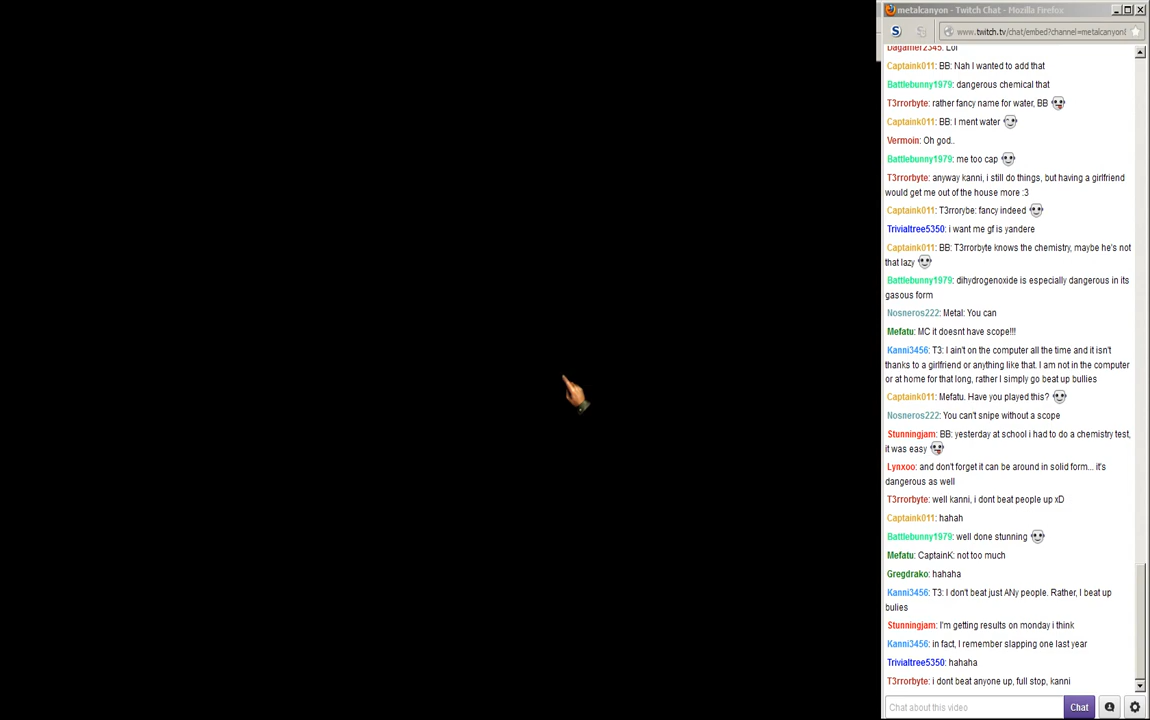 metalcanyon - Twitch Chat - Mozilla Firefox
www.twitch.tv/chat/embed?channel=metalcanyon
Dagamer2345: Lol
Captaink011: BB: Nah I wanted to add that
Battlebunny1979: dangerous chemical that
T3rrorbyte: rather fancy name for water, BB
Captaink011: BB: I ment water
Vermoin: Oh god..
Battlebunny1979: me too cap
T3rrorbyte: anyway kanni, i still do things, but having a girlfriend
would get me out of the house more :3
Captaink011: T3rrorybe: fancy indeed
Trivialtree5350: i want me gf is yandere
Captaink011: BB: T3rrorbyte knows the chemistry, maybe he's not
that lazy
Battlebunny1979: dihydrogenoxide is especially dangerous in its
gasous form
Nosneros222: Metal: You can
Mefatu: MC it doesnt have scope!!!
Kanni3456: T3: I ain't on the computer all the time and it isn't
thanks to a girlfriend or anything like that. I am not in the computer
or at home for that long, rather I simply go beat up bullies
Captaink011: Mefatu. Have you played this?
Nosneros222: You can't snipe without a scope
Stunningjam: BB: yesterday at school i had to do a chemistry test,
it was easy
Lynxoo: and don't forget it can be around in solid form... it's
dangerous as well
T3rrorbyte: well kanni, i dont beat people up xD
Captaink011: hahah
Battlebunny1979: well done stunning
Mefatu: CaptainK: not too much
Gregdrako: hahaha
Kanni3456: T3: I don't beat just ANy people. Rather, I beat up
bulies
Stunningjam: I'm getting results on monday i think
Kanni3456: in fact, I remember slapping one last year
Trivialtree5350: hahaha
T3rrorbyte: i dont beat anyone up, full stop, kanni
Chat about this video
Chat